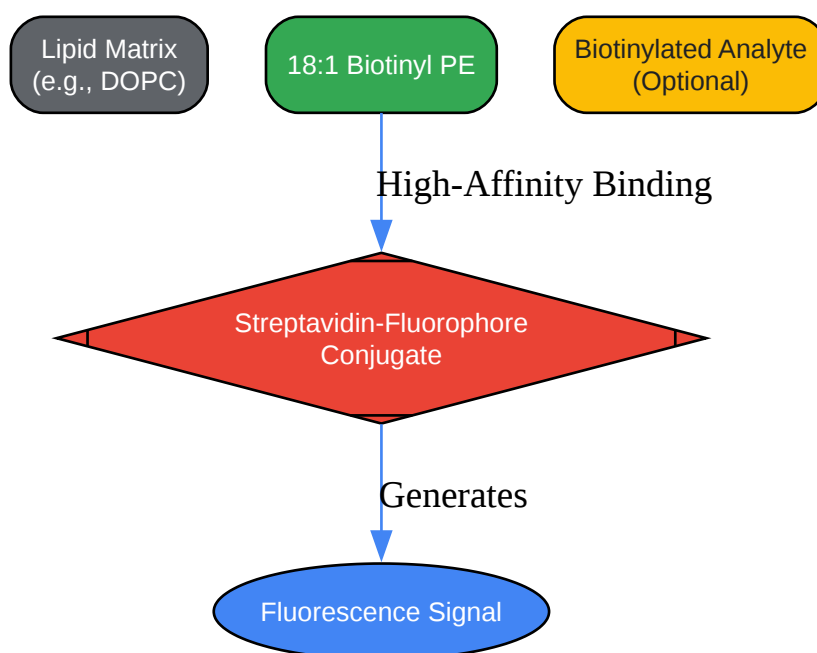 Lipid Matrix
(e.g., DOPC)
18:1 Biotinyl PE
Biotinylated Analyte
(Optional)
High-Affinity Binding
Streptavidin-Fluorophore
Conjugate
Generates
Fluorescence Signal